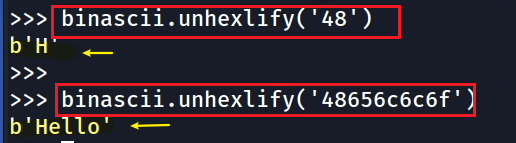 >>> binascii.unhexlify('48')
b'H'
>>>
>>> binascii.unhexlify('48656c6c6f')
b'Hello'